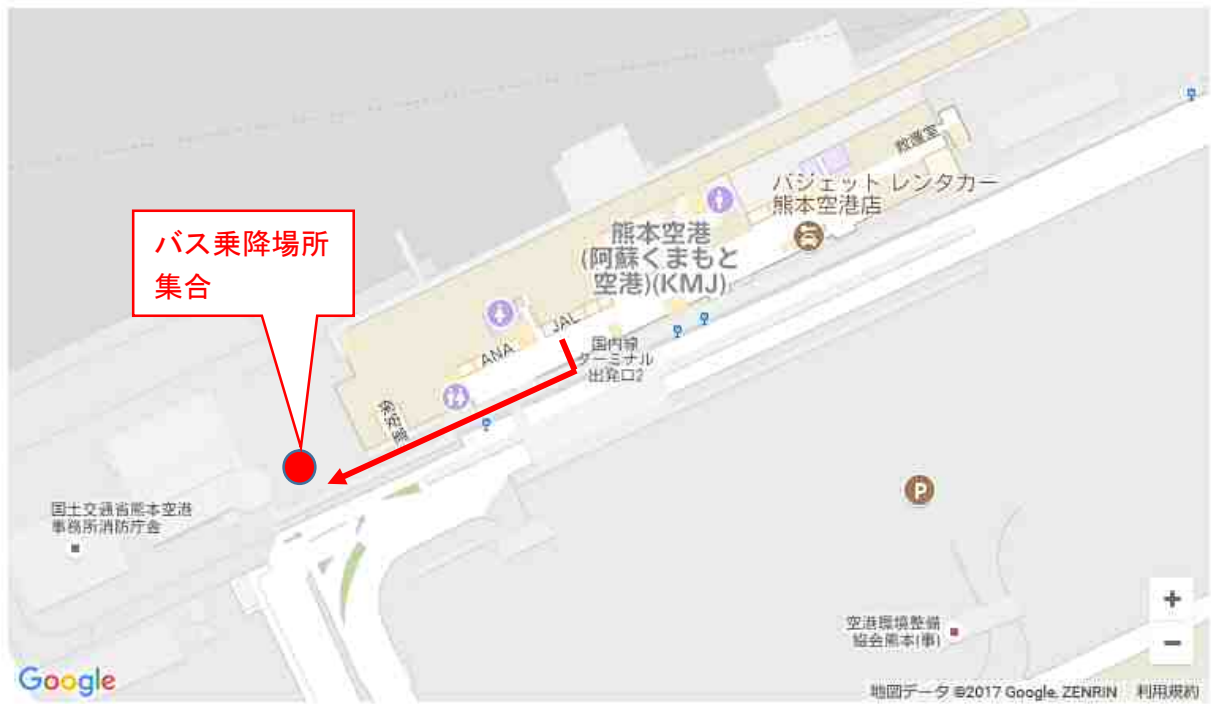 救護室
バジェット レンタカー
熊本空港店
バス乗降場所
集合
熊本空港
(阿蘇くまもと
空港)(KMJ)
JAL
ANA
国内線
ターミナル
出発口2
保安室
P
国土交通省熊本空港
事務所消防庁舎
空港環境整備
協会熊本(事)
+
−
Google
地図データ ©2017 Google, ZENRIN 利用規約